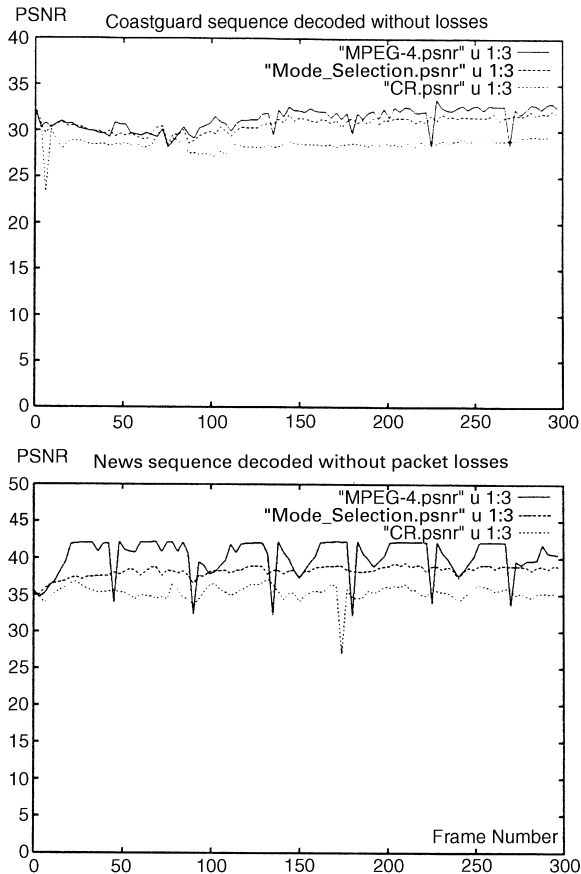 PSNR
Coastguard sequence decoded without losses
40
"MPEG-4.psnr" u 1:3
"Mode_Selection.psnr" u 1:3
"CR.psnr" u 1:3
35
30
25
20
15
10
5
0
0 50 100 150 200 250 300
PSNR
News sequence decoded without packet losses
50
"MPEG-4.psnr" u 1:3
"Mode_Selection.psnr" u 1:3
"CR.psnr" u 1:3
45
40
35
30
25
20
15
10
5
Frame Number
0
0 50 100 150 200 250 300